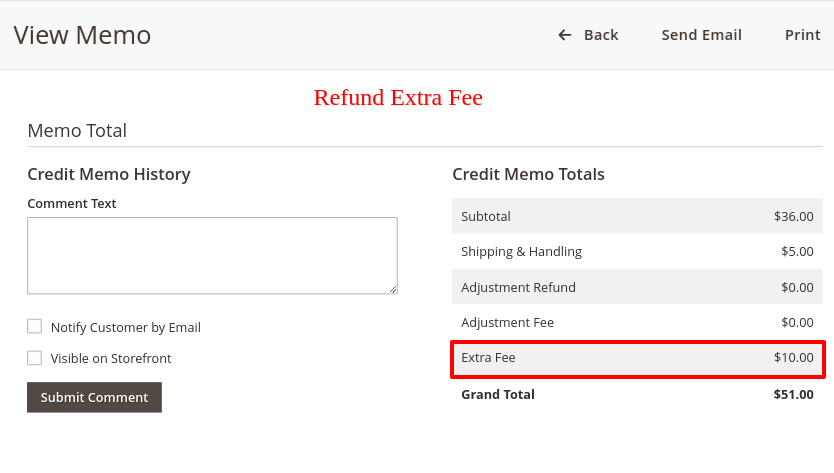 View Memo
Back Send Email Print
Refund Extra Fee
Memo Total
Credit Memo History
Comment Text
Notify Customer by Email
Visible on Storefront
Submit Comment
Credit Memo Totals
Subtotal $36.00
Shipping & Handling $5.00
Adjustment Refund $0.00
Adjustment Fee $0.00
Extra Fee $10.00
Grand Total $51.00